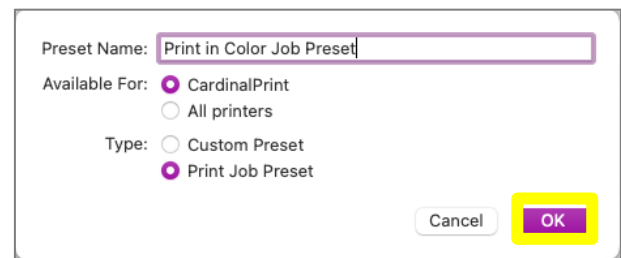 Preset Name: Print in Color Job Preset
Available For: CardinalPrint
All printers
Type: Custom Preset
Print Job Preset
Cancel OK